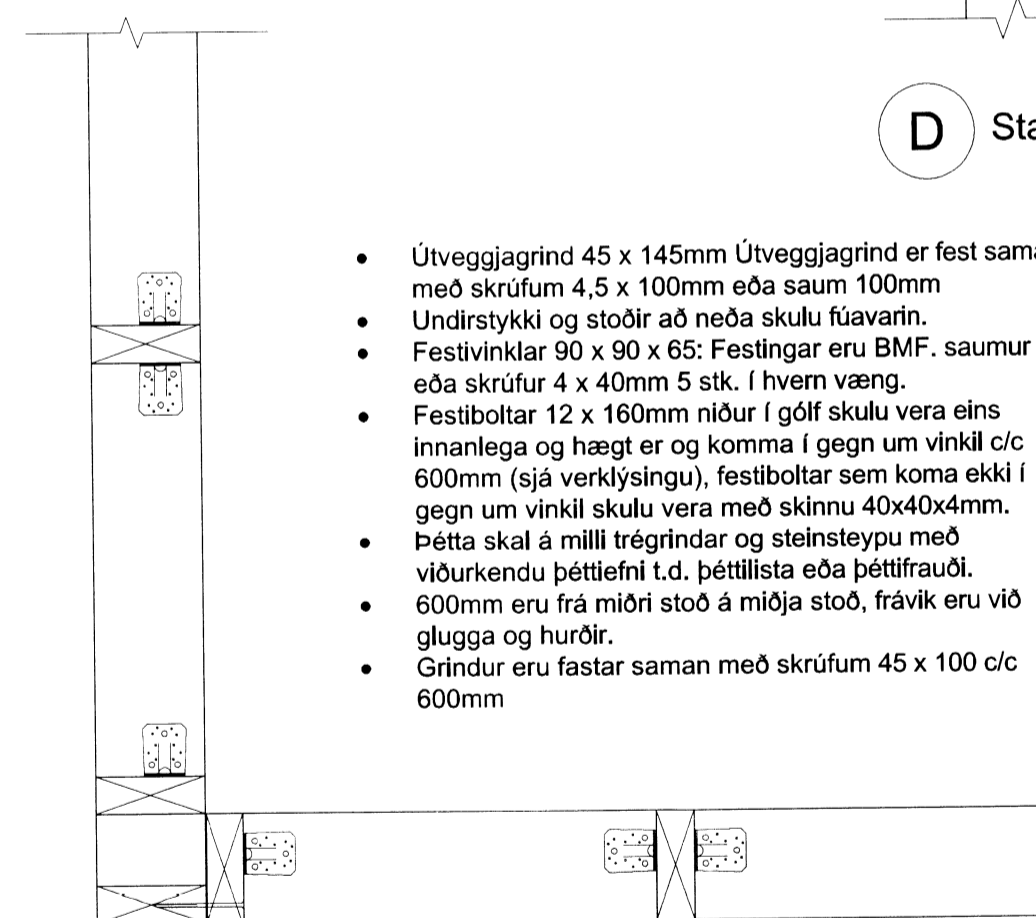 D
Útveggjagrind 45 x 145mm Útveggjagrind er fest
með skrúfum 4,5 x 100mm eða saum 100mm
Undirstykki og stoðir að neða skulu fúavarin.
Festivinklar 90 x 90 x 65: Festingar eru BMF. saumur
eða skrúfur 4 x 40mm 5 stk. í hvern væng.
Festiboltar 12 x 160mm niður í gólf skulu vera eins
innanlega og hægt er og komma í gegn um vinkil c/c
600mm (sjá verklýsingu), festiboltar sem koma ekki í
gegn um vinkil skulu vera með skinnu 40x40x4mm.
Þétta skal á milli trégrindar og steinsteypu með
viðurkendu þéttiefni t.d. þéttilista eða þéttifrauði.
600mm eru frá miðri stoð á miðja stoð, frávik eru við
glugga og hurðir.
Grindur eru fastar saman með skrúfum 45 x 100 c/c
600mm